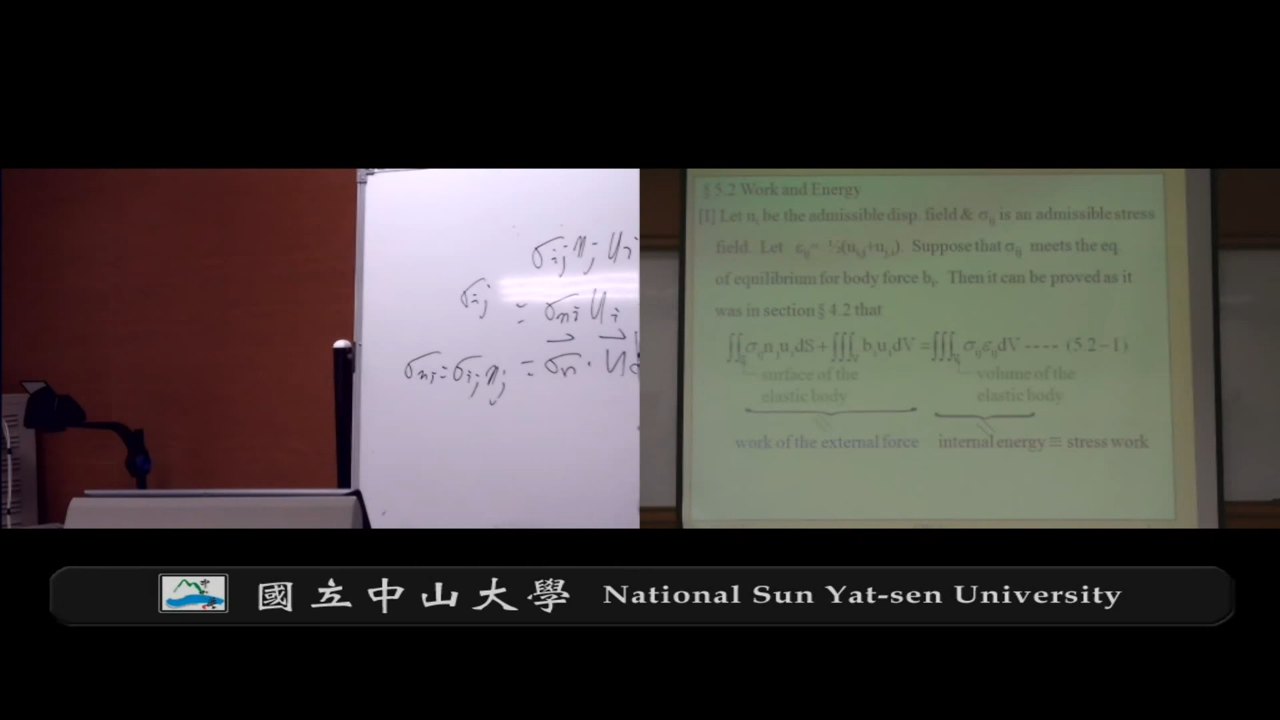 σij nj ui
σij = σni ui
σni = σij nj = σn · u
§ 5.2 Work and Energy
[I] Let ui be the admissible disp. field & σij is an admissible stress
field. Let εij = ½(ui,j+uj,i). Suppose that σij meets the eq.
of equilibrium for body force bi. Then it can be proved as it
was in section § 4.2 that
∬ σij nj ui dS + ∭ bi ui dV = ∭ σij εij dV ---- (5.2-1)
surface of the volume of the
elastic body elastic body
work of the external force internal energy ≡ stress work
國立中山大學 National Sun Yat-sen University